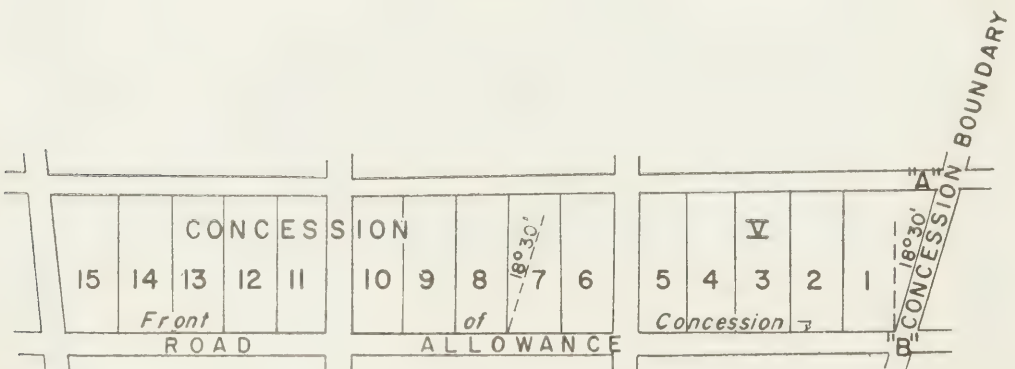 CONCESSION BOUNDARY
"A"
CONCESSION V
18°30'
18°30'
15 14 13 12 11 10 9 8 7 6 5 4 3 2 1
Front of Concession
ROAD ALLOWANCE
"B"